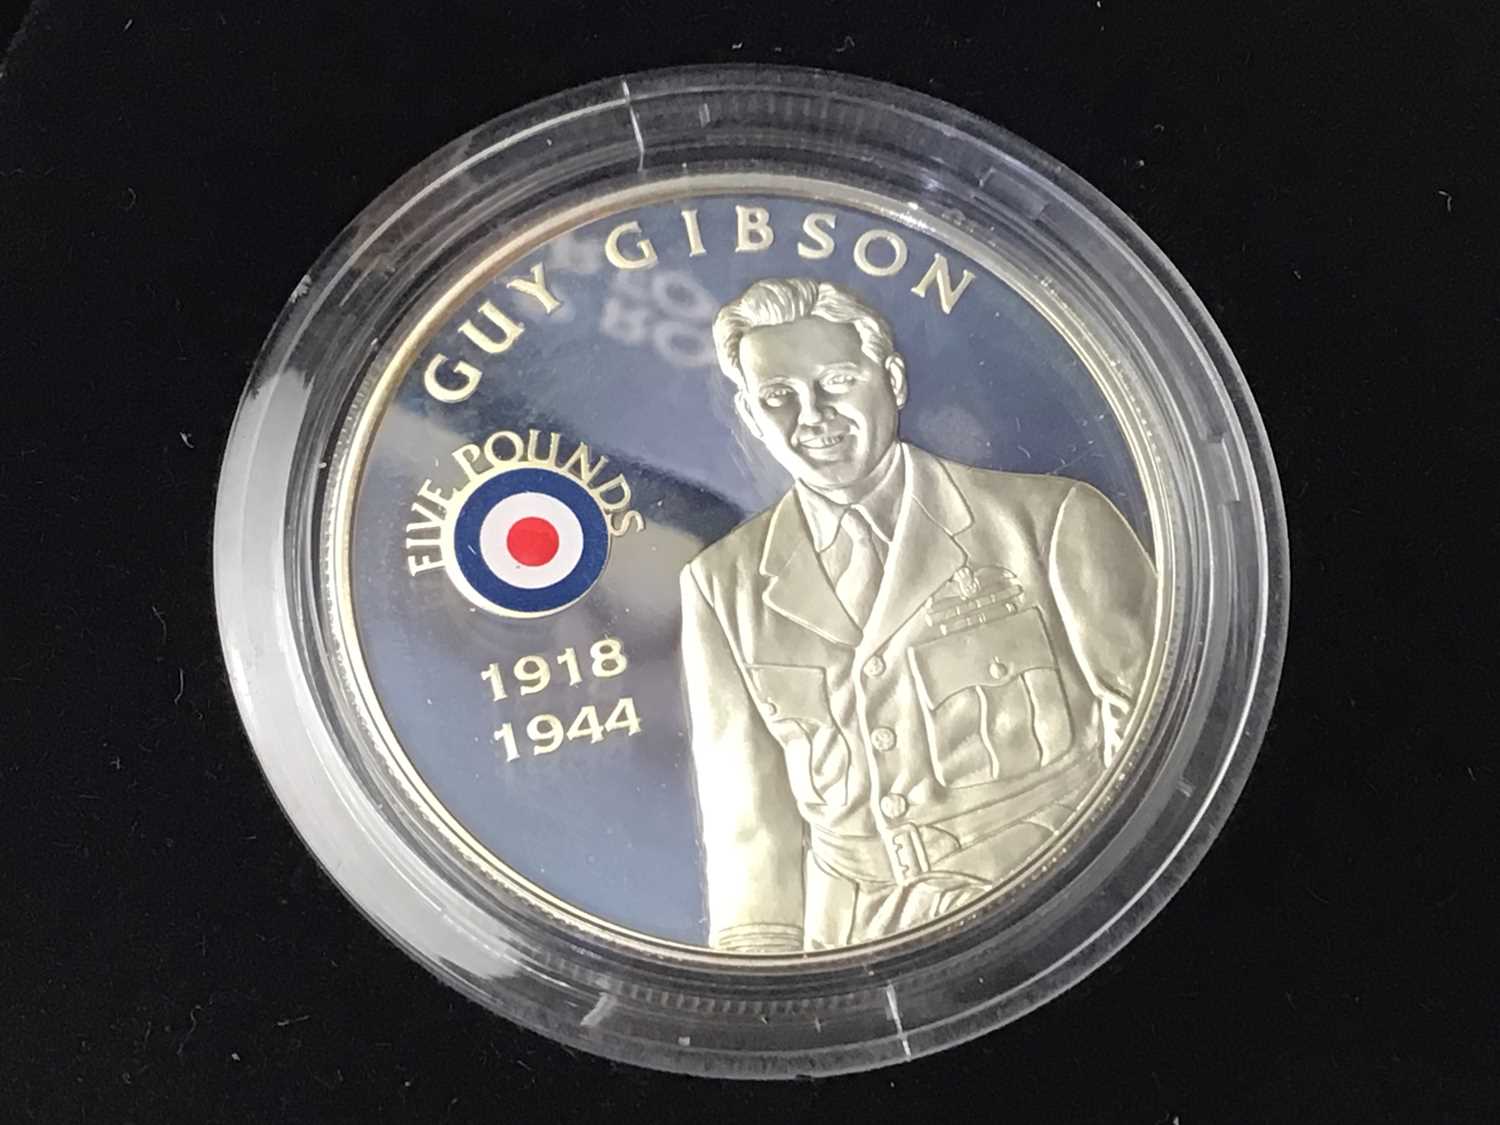 GUY GIBSON
FIVE POUNDS
1918
1944